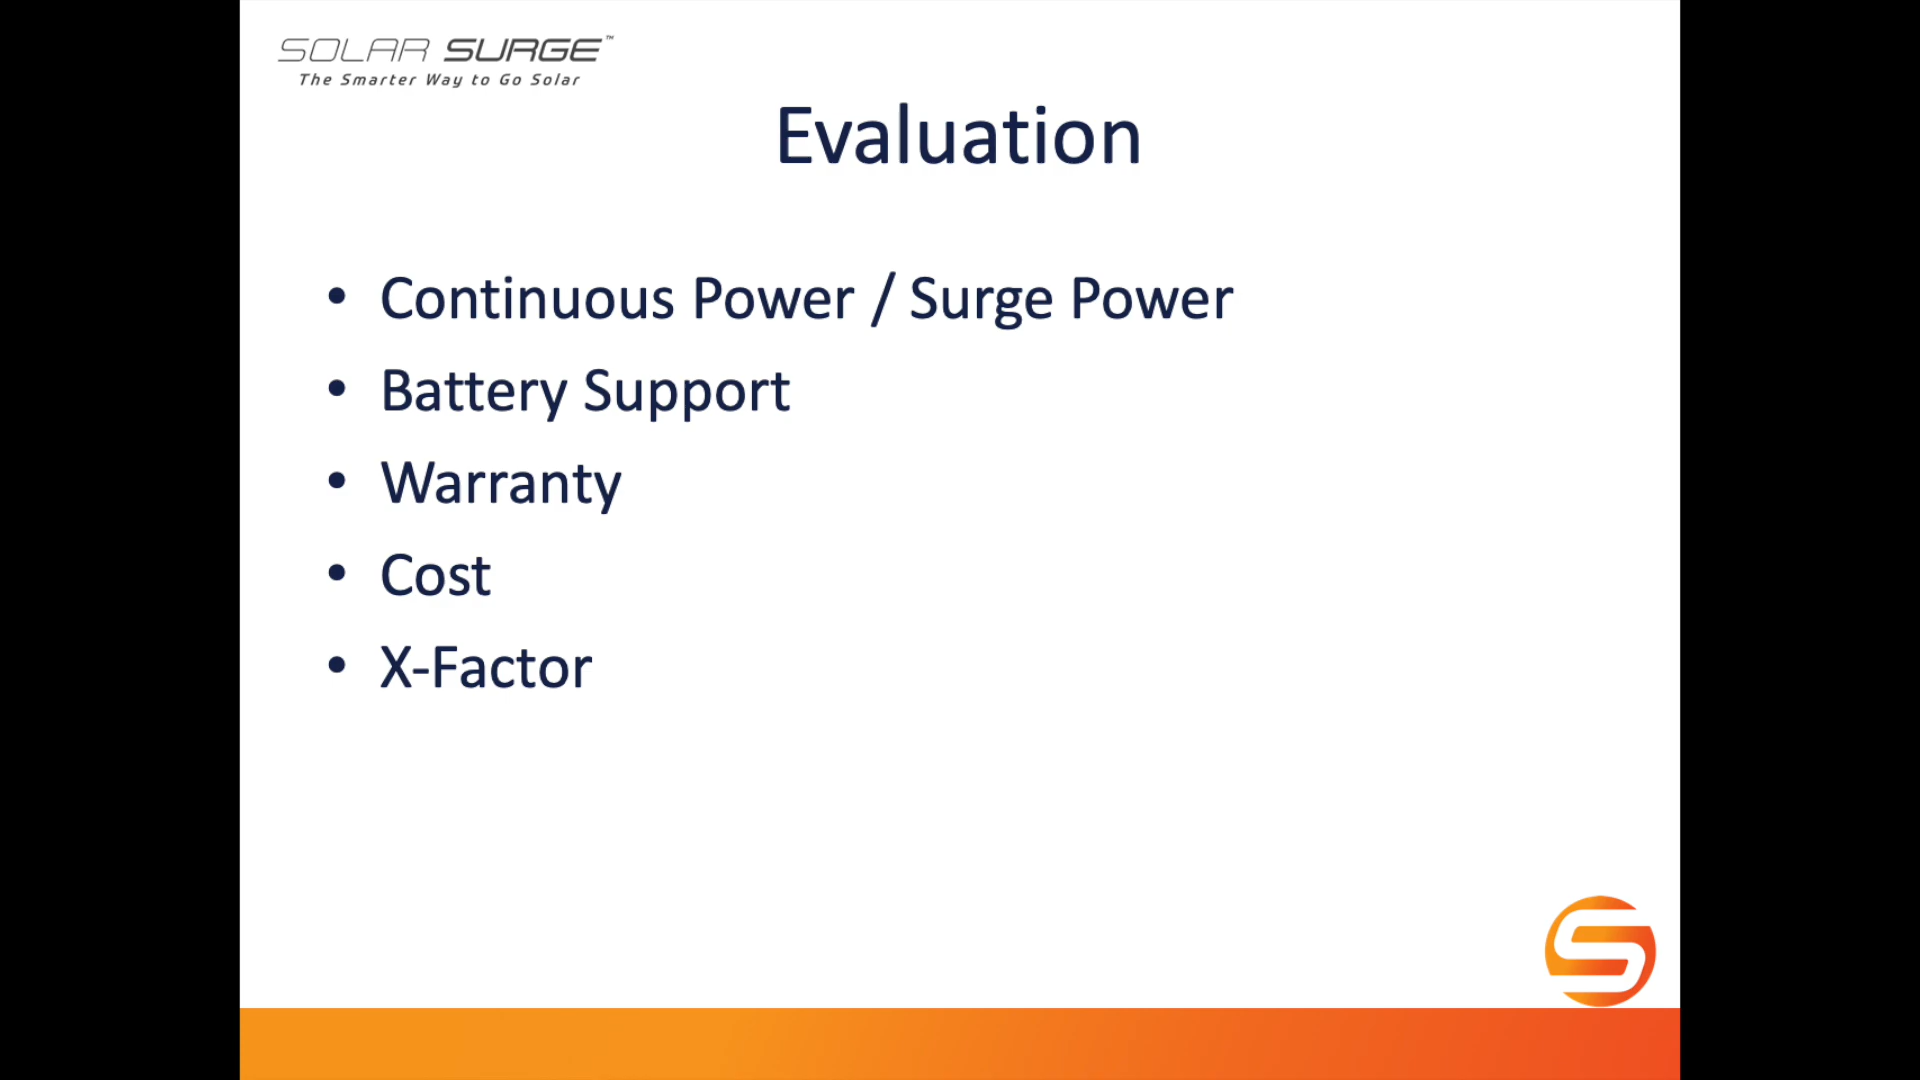 SOLAR SURGE™
The Smarter Way to Go Solar
Evaluation
• Continuous Power / Surge Power
• Battery Support
• Warranty
• Cost
• X-Factor